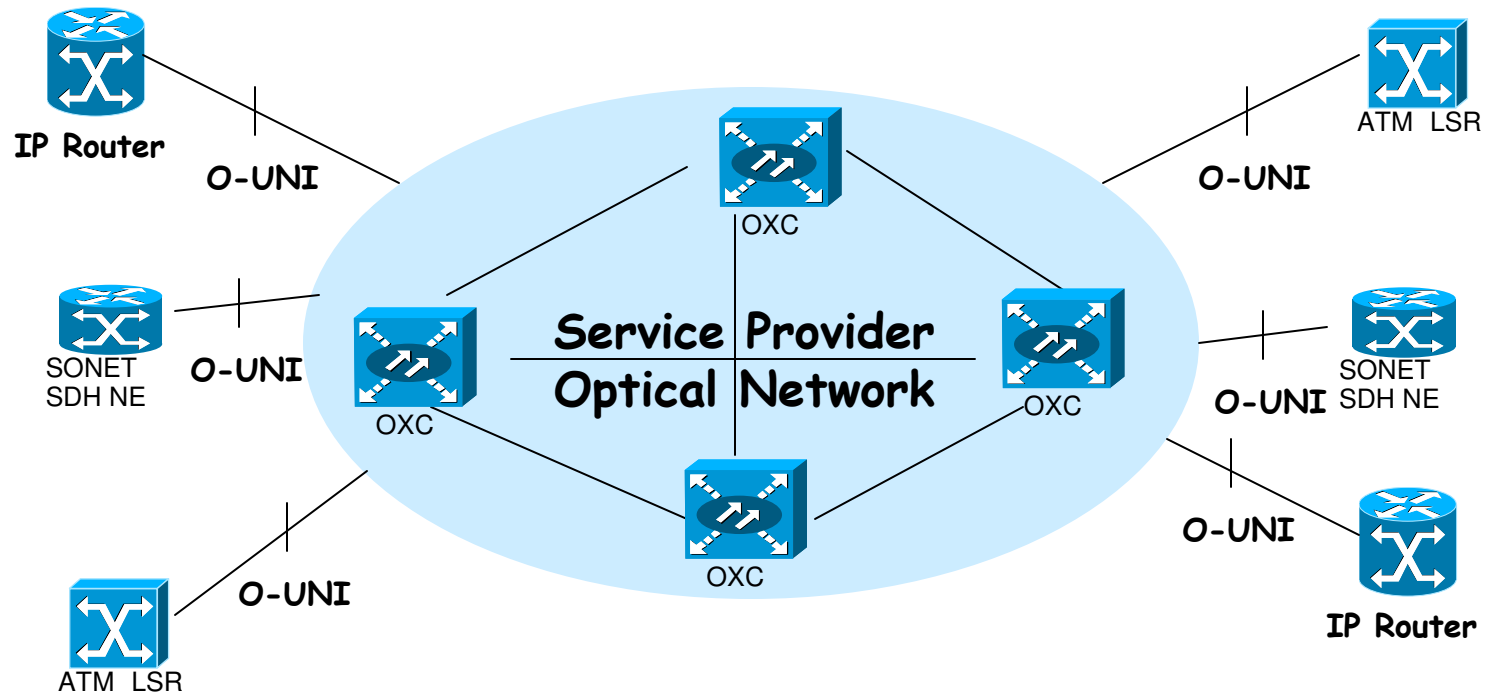 IP Router
O-UNI
ATM LSR
O-UNI
OXC
SONET
SDH NE
O-UNI
OXC
Service Provider
Optical Network
OXC
SONET
SDH NE
O-UNI
O-UNI
OXC
O-UNI
ATM LSR
IP Router